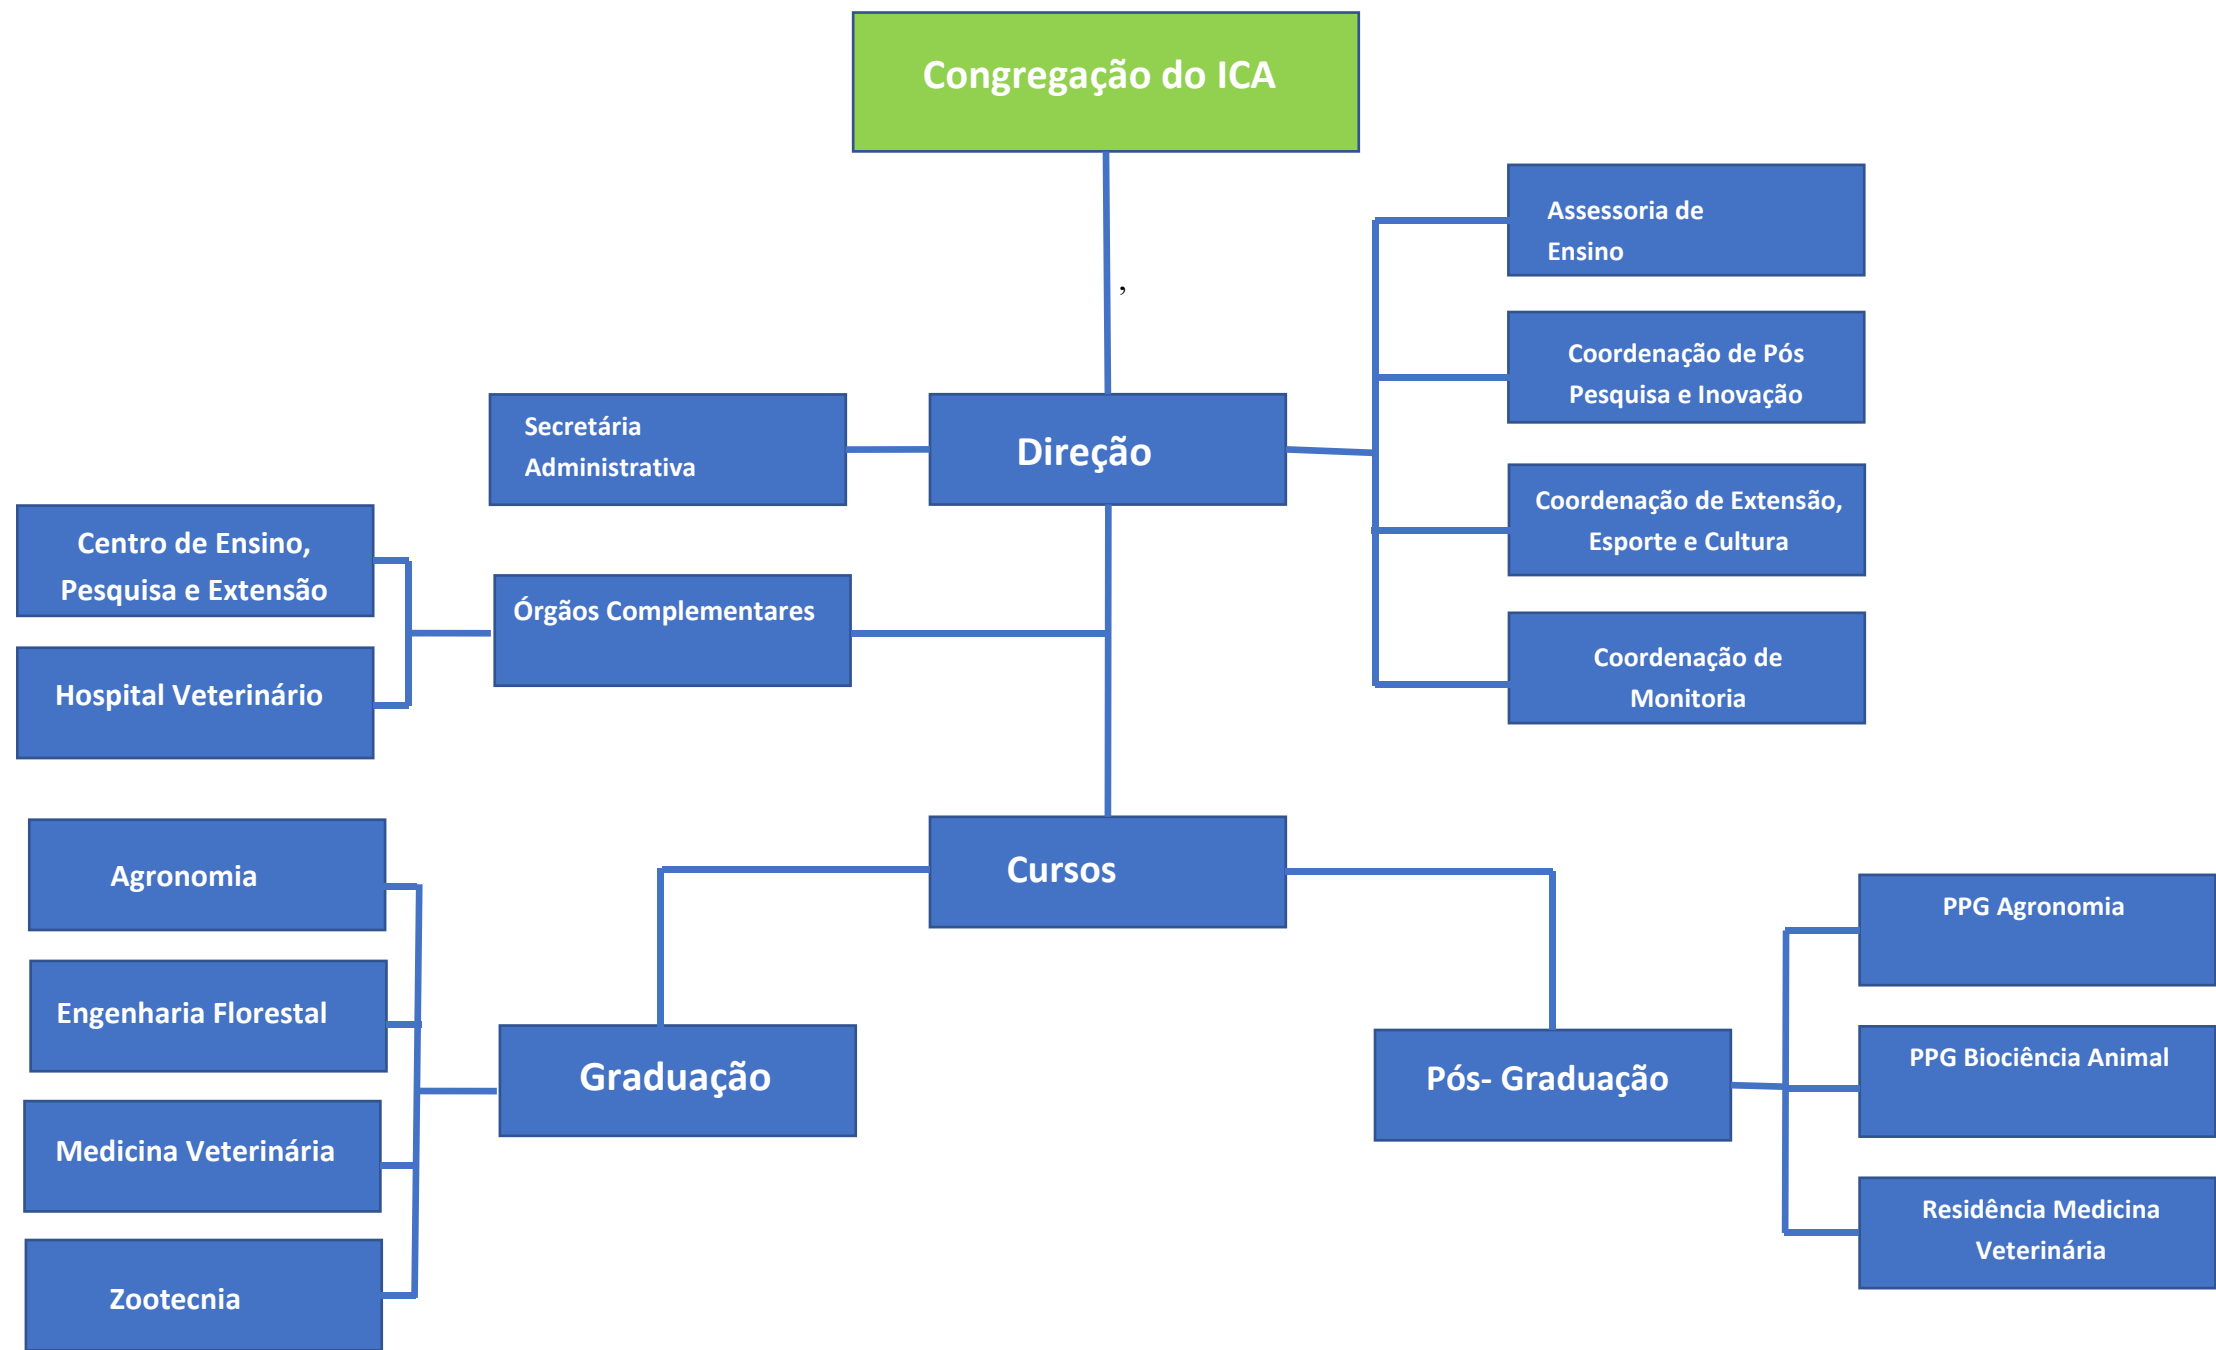 Congregação do ICA
Assessoria de
Ensino
,
Coordenação de Pós
Pesquisa e Inovação
Secretária
Administrativa
Direção
Coordenação de Extensão,
Esporte e Cultura
Centro de Ensino,
Pesquisa e Extensão
Órgãos Complementares
Hospital Veterinário
Coordenação de
Monitoria
Cursos
Agronomia
PPG Agronomia
Engenharia Florestal
Graduação
Pós- Graduação
PPG Biociência Animal
Medicina Veterinária
Residência Medicina
Veterinária
Zootecnia